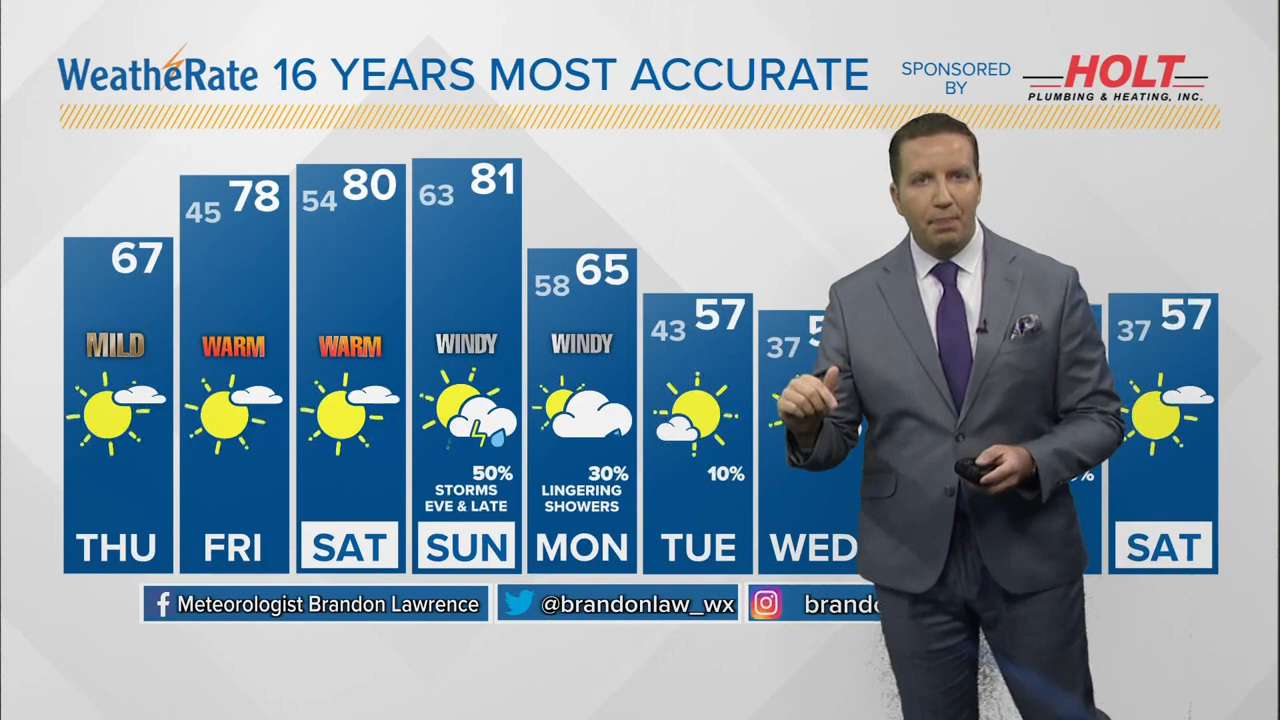 WeatheRate 16 YEARS MOST ACCURATE
SPONSORED BY
HOLT
PLUMBING & HEATING, INC.
67
45 78
54 80
63 81
58 65
43 57
37
37 57
MILD
WARM
WARM
WINDY
WINDY
50%
STORMS
EVE & LATE
30%
LINGERING
SHOWERS
10%
THU
FRI
SAT
SUN
MON
TUE
WED
SAT
Meteorologist Brandon Lawrence
@brandonlaw_wx